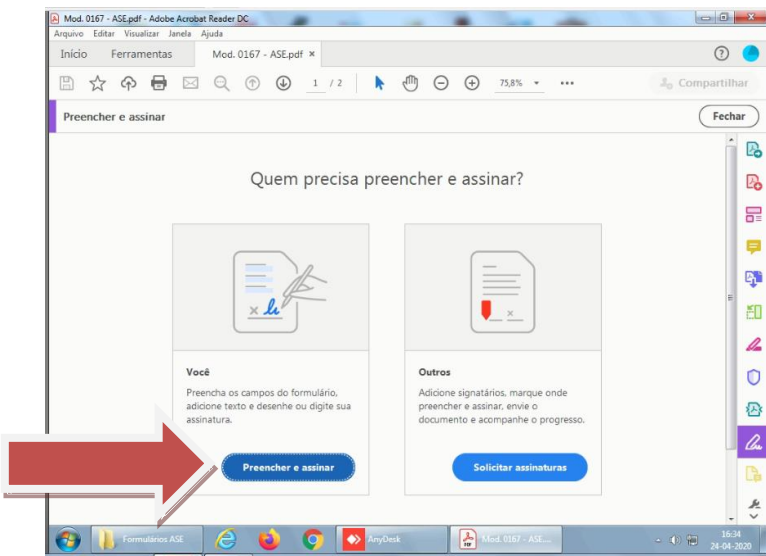 Mod. 0167 - ASE.pdf - Adobe Acrobat Reader DC
Arquivo Editar Visualizar Janela Ajuda
Início Ferramentas Mod. 0167 - ASE.pdf ×
1 / 2 75,8% Compartilhar
Preencher e assinar Fechar
Quem precisa preencher e assinar?
Você
Preencha os campos do formulário,
adicione texto e desenhe ou digite sua
assinatura.
Preencher e assinar
Outros
Adicione signatários, marque onde
preencher e assinar, envie o
documento e acompanhe o progresso.
Solicitar assinaturas
Formulários ASE AnyDesk Mod. 0167 - ASE.... 16:34
24-04-2020